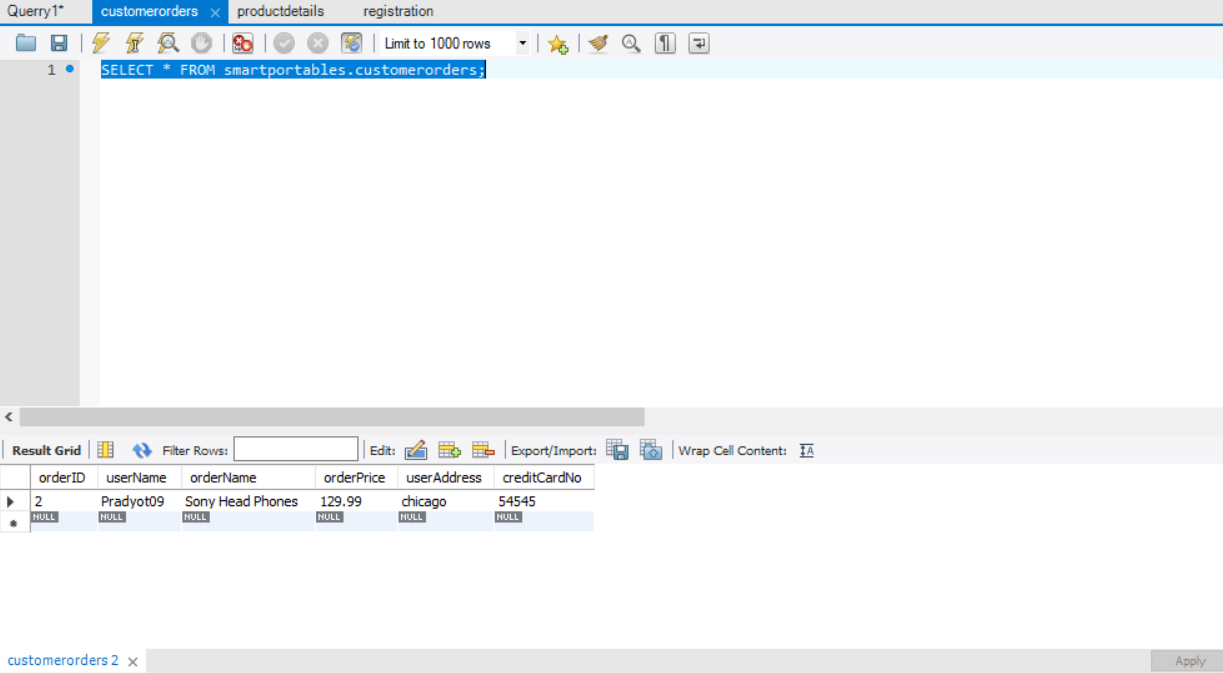 Querry1* customerorders productdetails registration
Limit to 1000 rows
1 SELECT * FROM smartportables.customerorders;
Result Grid Filter Rows: Edit: Export/Import: Wrap Cell Content:
orderID userName orderName orderPrice userAddress creditCardNo
2 Pradyot09 Sony Head Phones 129.99 chicago 54545
NULL NULL NULL NULL NULL NULL
customerorders 2 Apply